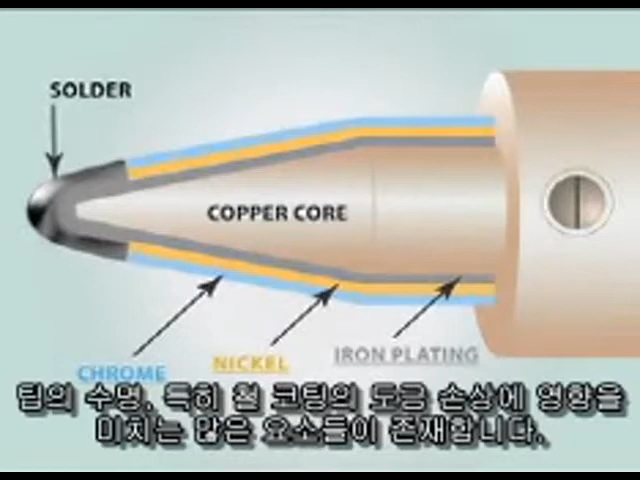 SOLDER
COPPER CORE
CHROME
NICKEL
IRON PLATING
팁의 수명, 특히 철 코팅의 도금 손상에 영향을
미치는 많은 요소들이 존재합니다.